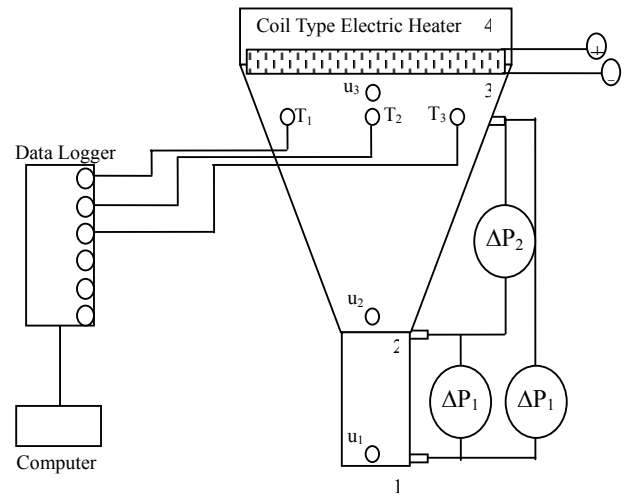 Coil Type Electric Heater 4
+
-
u₃ 3
T₁ T₂ T₃
Data Logger
ΔP₂
u₂
2
ΔP₁ ΔP₁
u₁
Computer
1